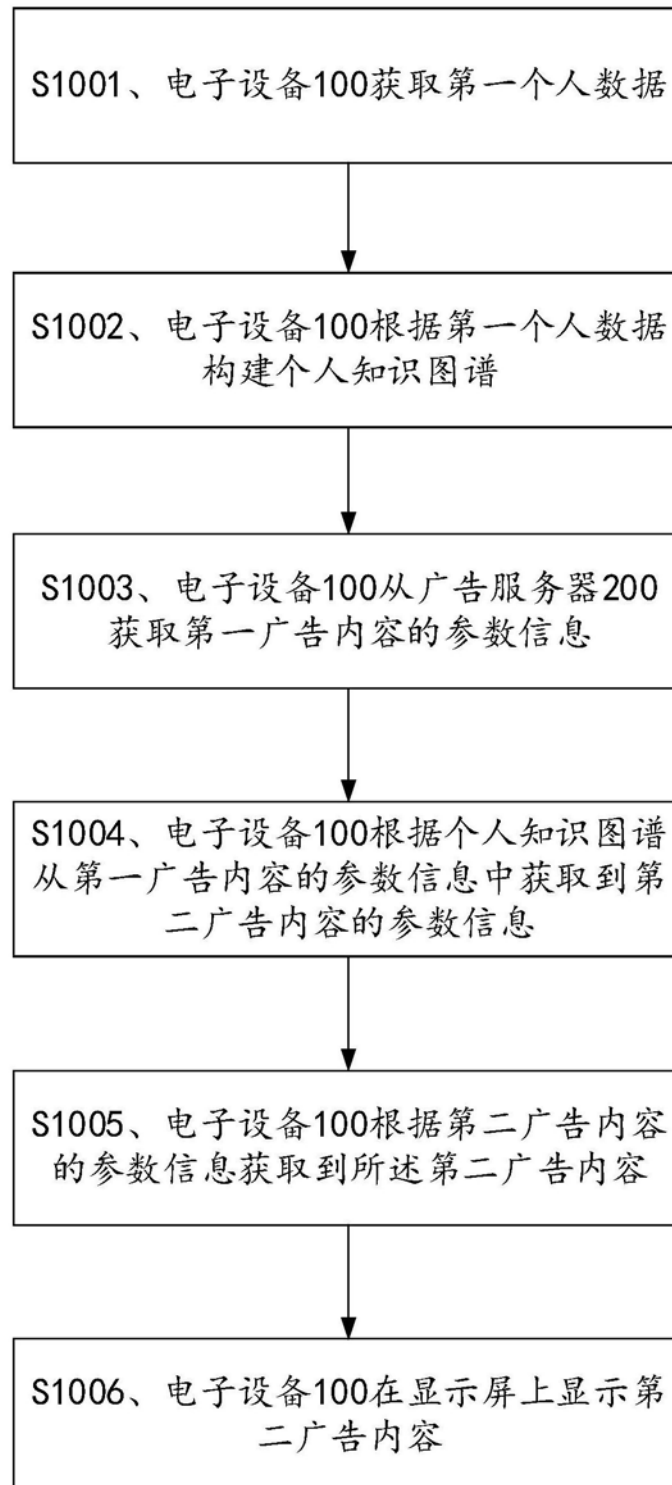 S1001、电子设备100获取第一个人数据
S1002、电子设备100根据第一个人数据
构建个人知识图谱
S1003、电子设备100从广告服务器200
获取第一广告内容的参数信息
S1004、电子设备100根据个人知识图谱
从第一广告内容的参数信息中获取到第
二广告内容的参数信息
S1005、电子设备100根据第二广告内容
的参数信息获取到所述第二广告内容
S1006、电子设备100在显示屏上显示第
二广告内容